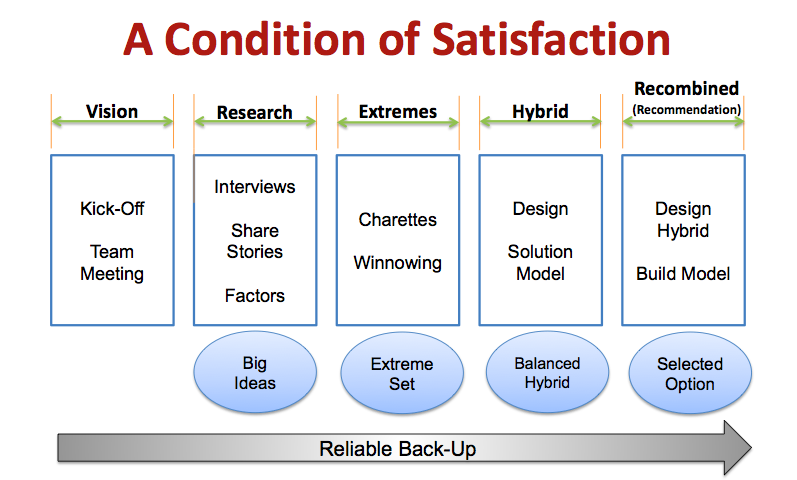 A Condition of Satisfaction
Vision
Research
Extremes
Hybrid
Recombined
(Recommendation)
Kick-Off
Team
Meeting
Interviews
Share
Stories
Factors
Charettes
Winnowing
Design
Solution
Model
Design
Hybrid
Build Model
Big
Ideas
Extreme
Set
Balanced
Hybrid
Selected
Option
Reliable Back-Up